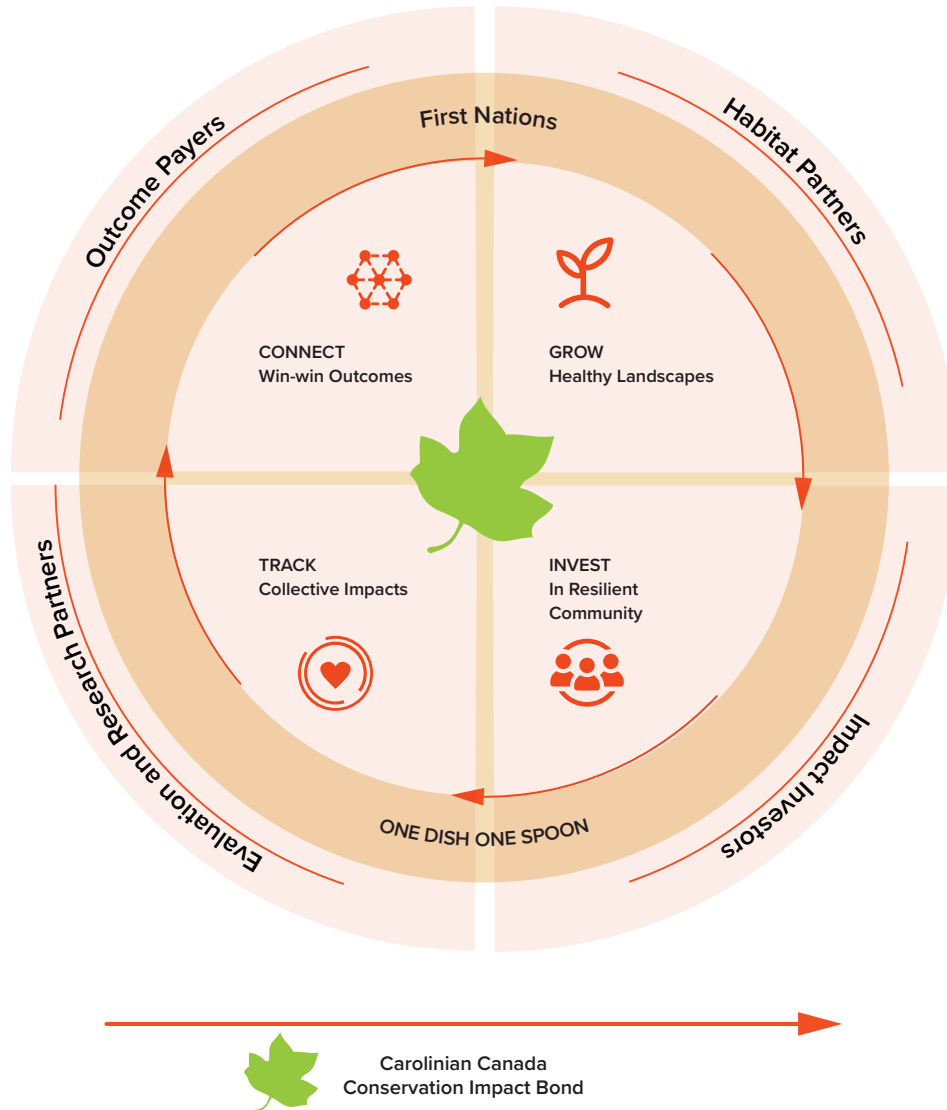 First Nations
Outcome Payers
Habitat Partners
CONNECT
Win-win Outcomes
GROW
Healthy Landscapes
TRACK
Collective Impacts
INVEST
In Resilient
Community
Evaluation and Research Partners
Impact Investors
ONE DISH ONE SPOON
Carolinian Canada
Conservation Impact Bond